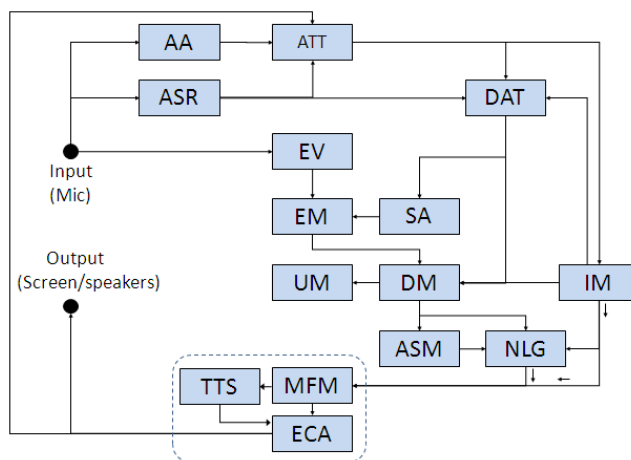 AA
ATT
ASR
DAT
EV
Input
(Mic)
EM
SA
Output
(Screen/speakers)
UM
DM
IM
ASM
NLG
TTS
MFM
ECA